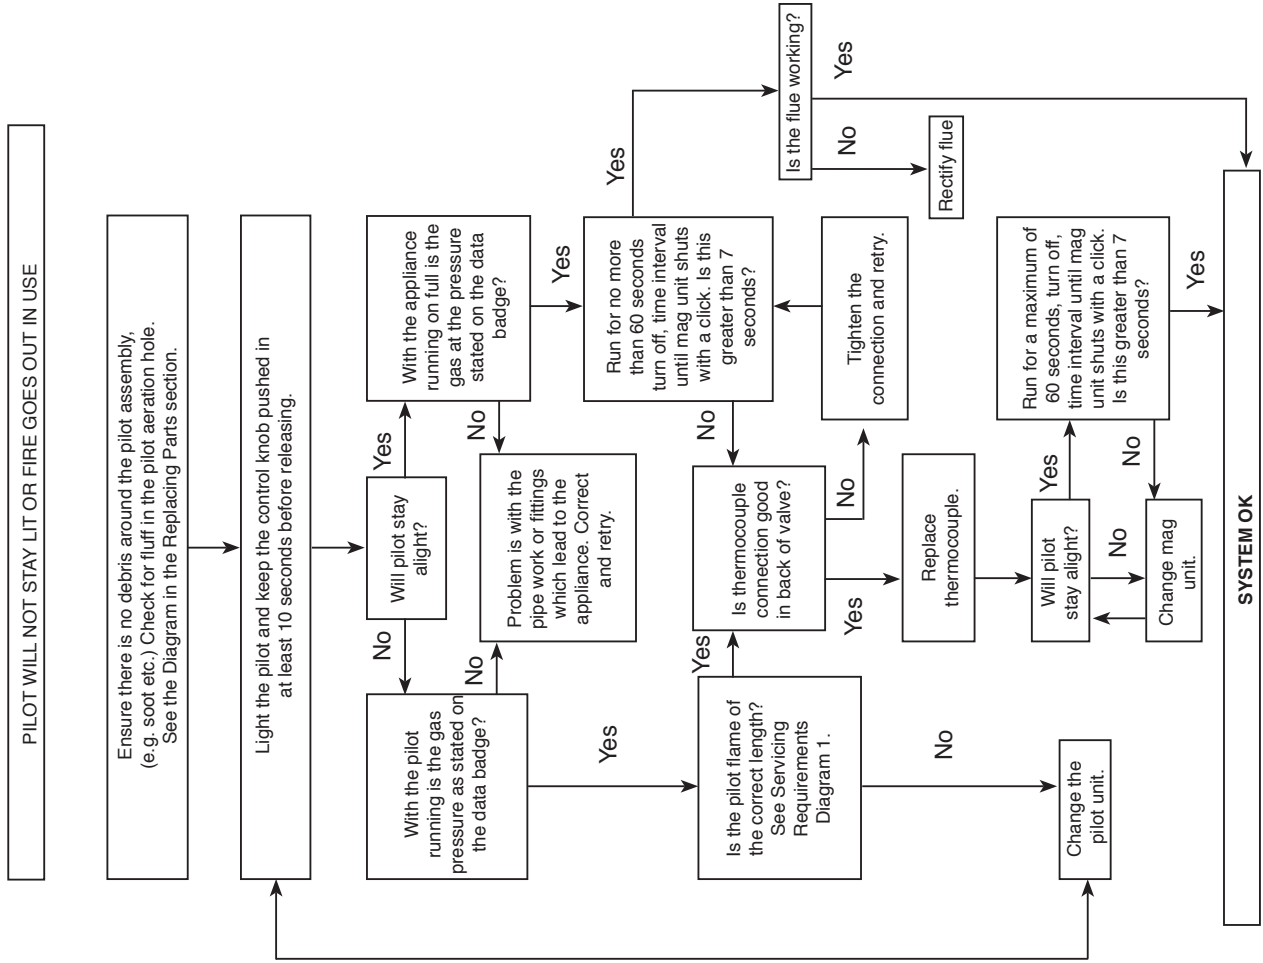 PILOT WILL NOT STAY LIT OR FIRE GOES OUT IN USE
Ensure there is no debris around the pilot assembly,
(e.g. soot etc.) Check for fluff in the pilot aeration hole.
See the Diagram in the Replacing Parts section.
Light the pilot and keep the control knob pushed in
at least 10 seconds before releasing.
Will pilot stay
alight?
No
Yes
With the pilot
running is the gas
pressure as stated on
the data badge?
With the appliance
running on full is the
gas at the pressure
stated on the data
badge?
No
No
Problem is with the
pipe work or fittings
which lead to the
appliance. Correct
and retry.
Yes
Yes
Is the pilot flame of
the correct length?
See Servicing
Requirements
Diagram 1.
Yes
Is thermocouple
connection good
in back of valve?
No
Run for no more
than 60 seconds
turn off, time interval
until mag unit shuts
with a click. Is this
greater than 7
seconds?
Yes
Is the flue working?
No
Yes
Rectify flue
No
Yes
No
Tighten the
connection and retry.
Replace
thermocouple.
Will pilot
stay alight?
Yes
No
Run for a maximum of
60 seconds, turn off,
time interval until mag
unit shuts with a click.
Is this greater than 7
seconds?
No
Yes
Change mag
unit.
Change the
pilot unit.
SYSTEM OK